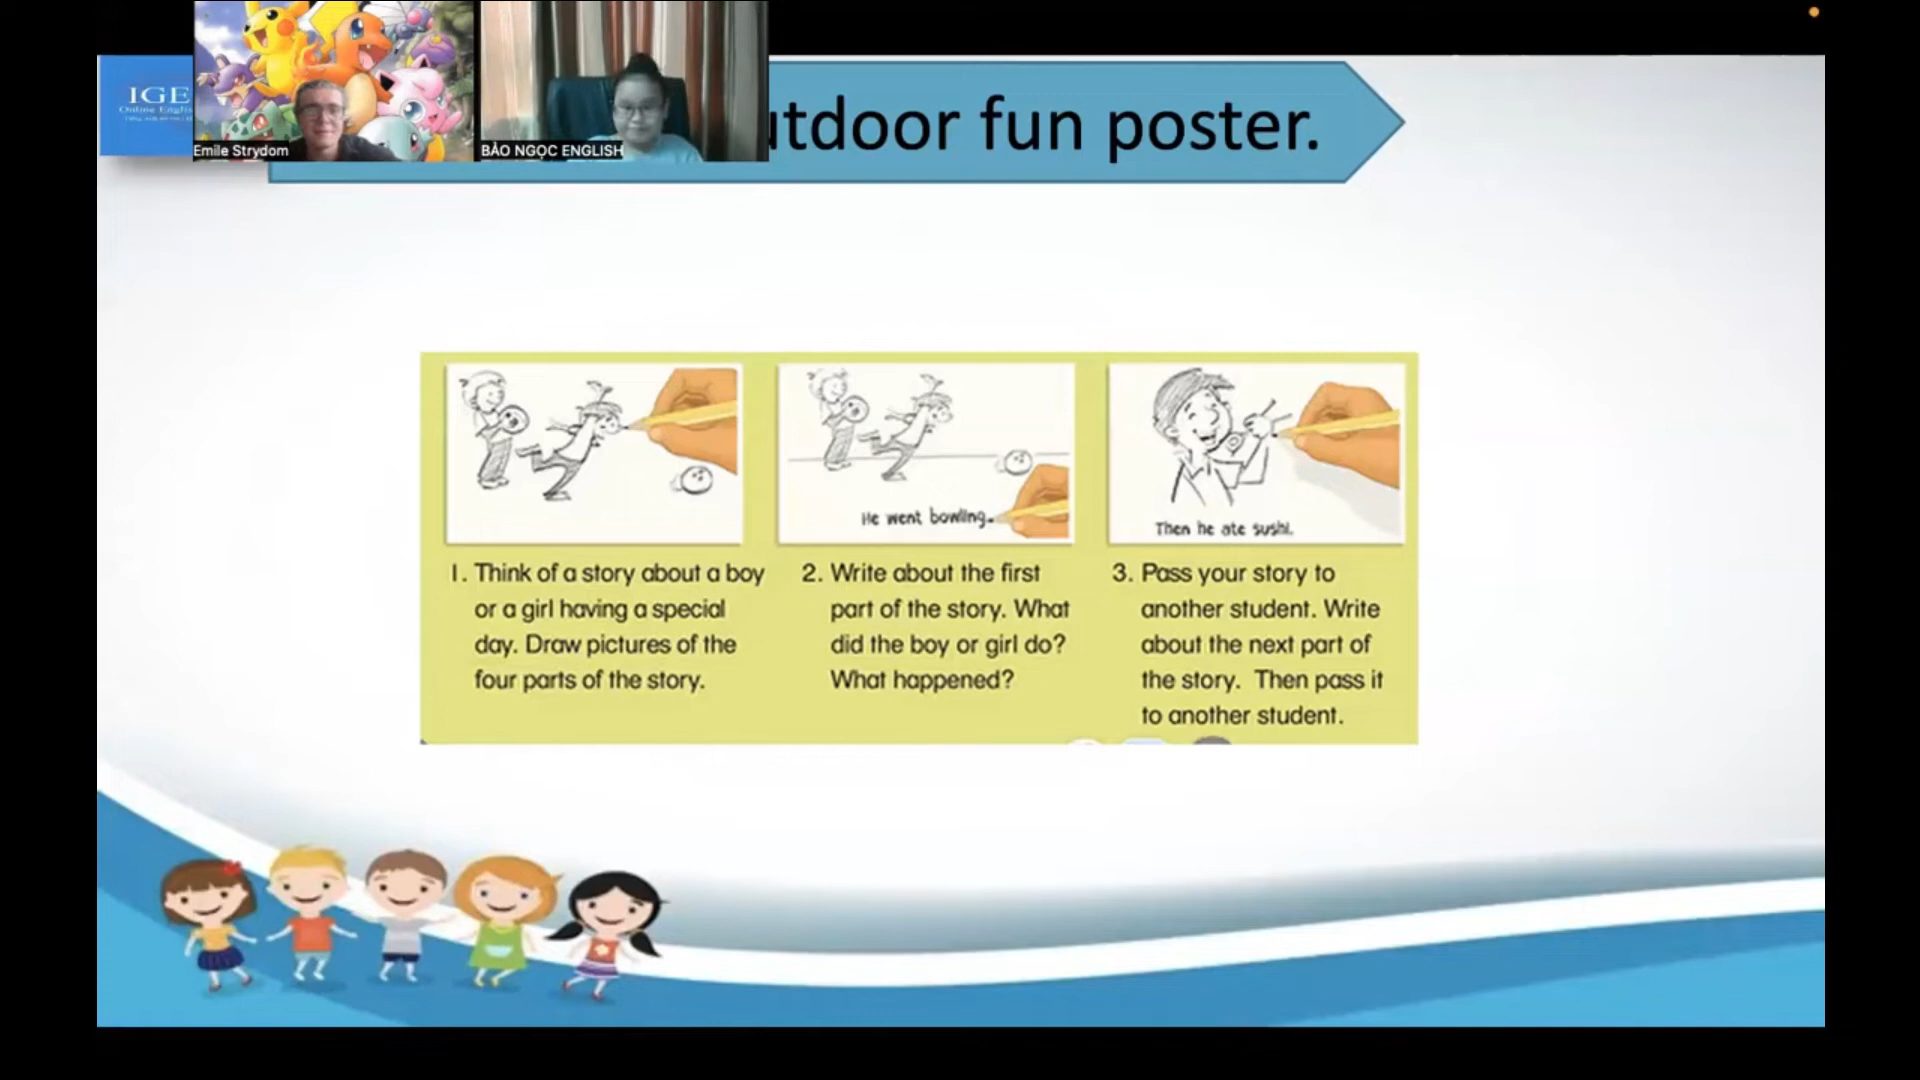 IGE
Online English
Emile Strydom
BẢO NGỌC ENGLISH
utdoor fun poster.
He went bowling.
Then he ate sushi.
1. Think of a story about a boy
or a girl having a special
day. Draw pictures of the
four parts of the story.
2. Write about the first
part of the story. What
did the boy or girl do?
What happened?
3. Pass your story to
another student. Write
about the next part of
the story. Then pass it
to another student.